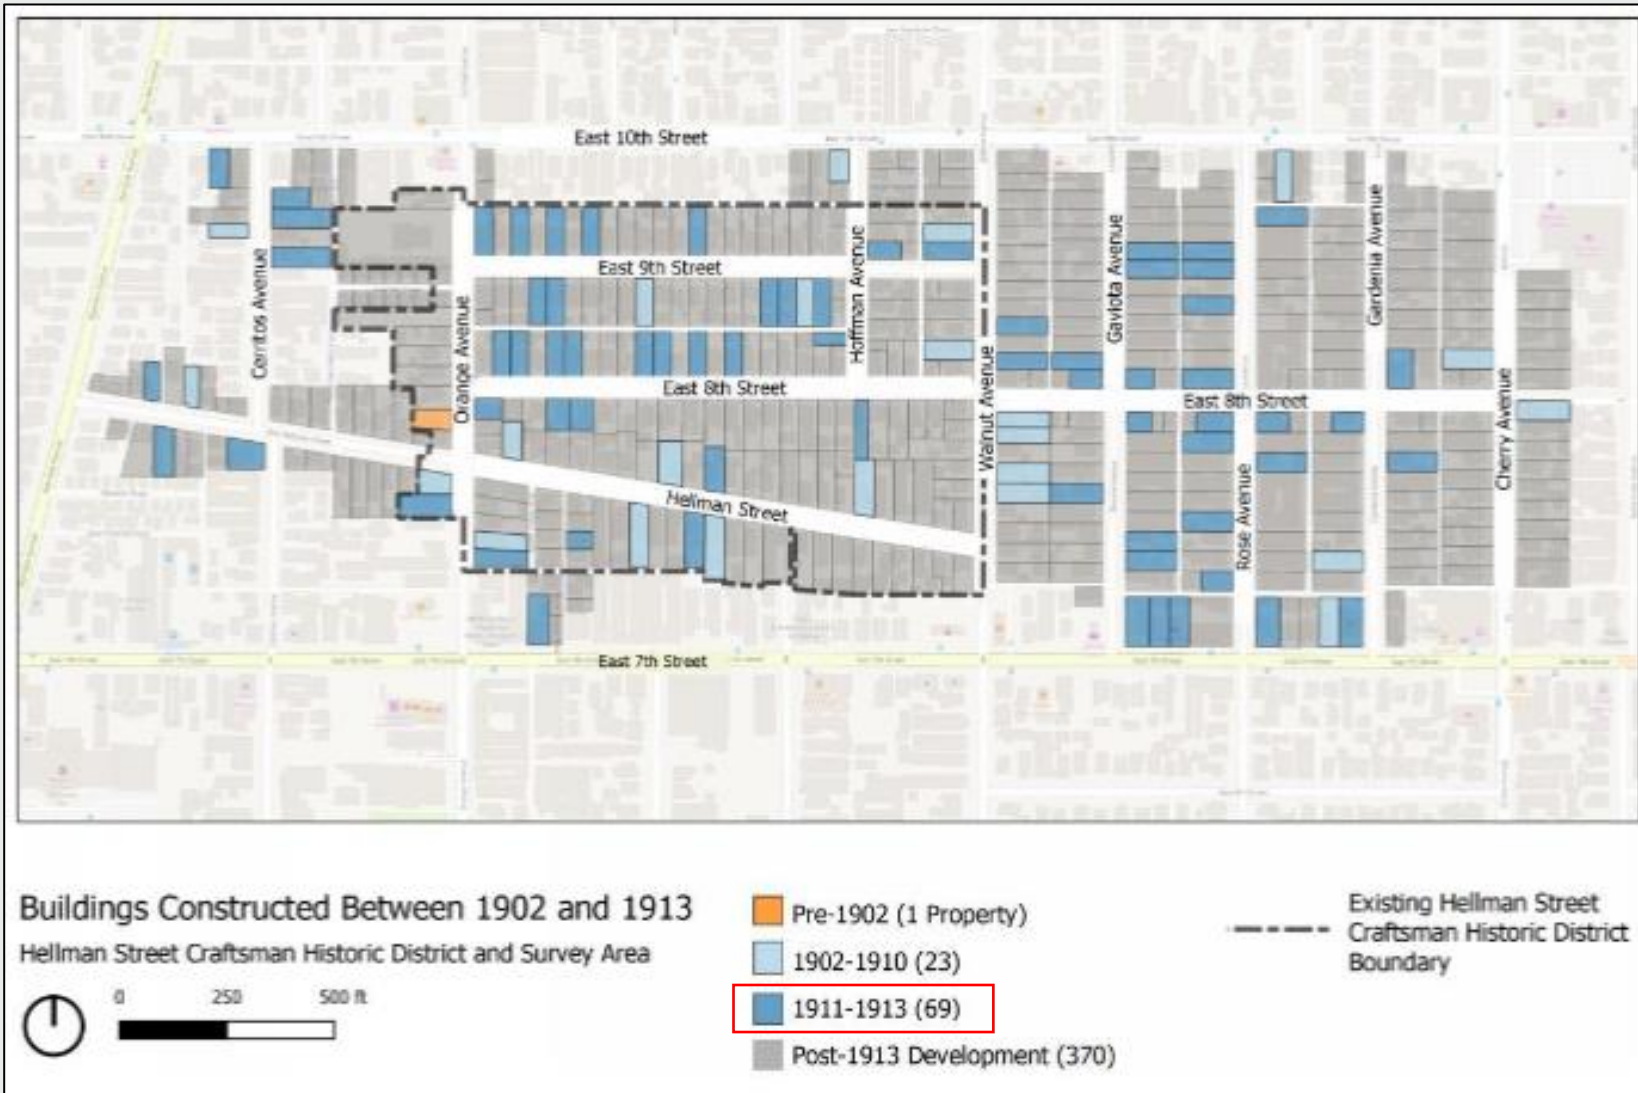 East 10th Street
East 9th Street
East 8th Street
East 8th Street
Hellman Street
East 7th Street
Cerritos Avenue
Orange Avenue
Hoffman Avenue
Walnut Avenue
Gaviota Avenue
Rose Avenue
Gardenia Avenue
Cherry Avenue
Buildings Constructed Between 1902 and 1913
Hellman Street Craftsman Historic District and Survey Area
0 250 500 ft
Pre-1902 (1 Property)
1902-1910 (23)
1911-1913 (69)
Post-1913 Development (370)
Existing Hellman Street
Craftsman Historic District
Boundary